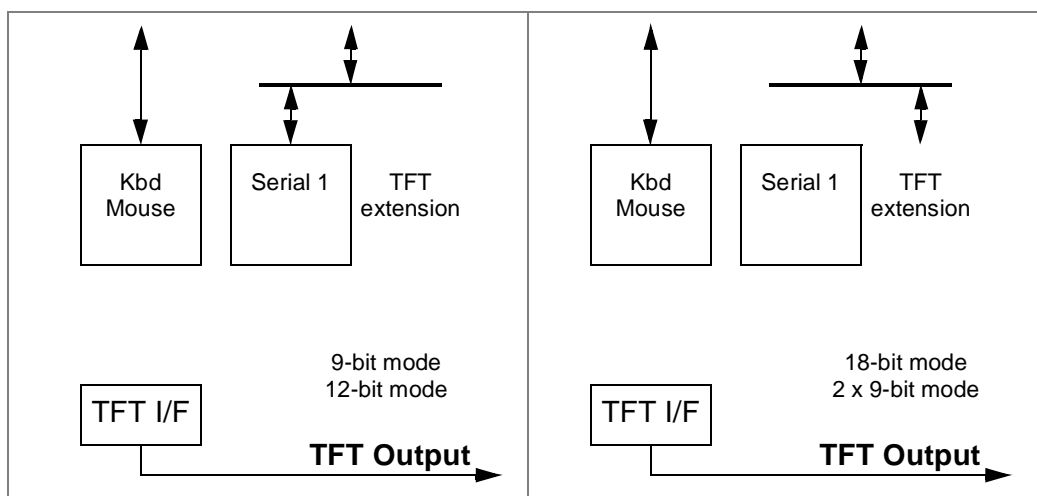 Kbd
Mouse
Serial 1
TFT
extension
9-bit mode
12-bit mode
TFT I/F
TFT Output
Kbd
Mouse
Serial 1
TFT
extension
18-bit mode
2 x 9-bit mode
TFT I/F
TFT Output